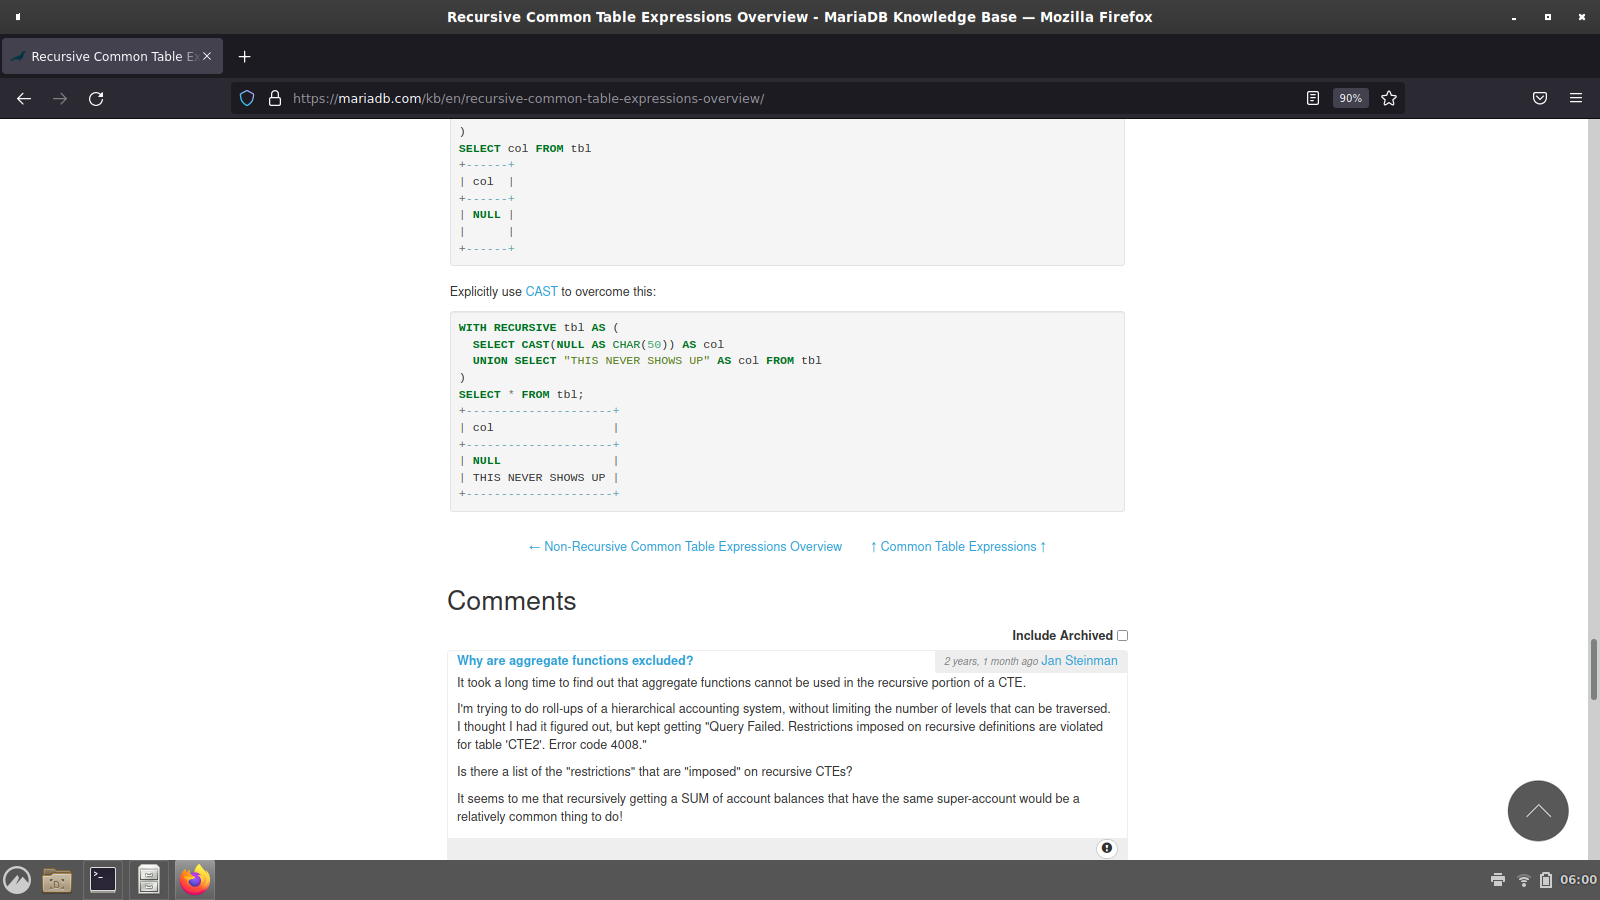 Recursive Common Table Expressions Overview - MariaDB Knowledge Base — Mozilla Firefox
Recursive Common Table Ex
https://mariadb.com/kb/en/recursive-common-table-expressions-overview/
90%
)
SELECT col FROM tbl
+------+
| col  |
+------+
| NULL |
|      |
+------+
Explicitly use CAST to overcome this:
WITH RECURSIVE tbl AS (
  SELECT CAST(NULL AS CHAR(50)) AS col
  UNION SELECT "THIS NEVER SHOWS UP" AS col FROM tbl
)
SELECT * FROM tbl;
+---------------------+
| col                 |
+---------------------+
| NULL                |
| THIS NEVER SHOWS UP |
+---------------------+
← Non-Recursive Common Table Expressions Overview ↑ Common Table Expressions ↑
Comments
Include Archived
Why are aggregate functions excluded? 2 years, 1 month ago Jan Steinman
It took a long time to find out that aggregate functions cannot be used in the recursive portion of a CTE.
I'm trying to do roll-ups of a hierarchical accounting system, without limiting the number of levels that can be traversed.
I thought I had it figured out, but kept getting "Query Failed. Restrictions imposed on recursive definitions are violated
for table 'CTE2'. Error code 4008."
Is there a list of the "restrictions" that are "imposed" on recursive CTEs?
It seems to me that recursively getting a SUM of account balances that have the same super-account would be a
relatively common thing to do!
06:00